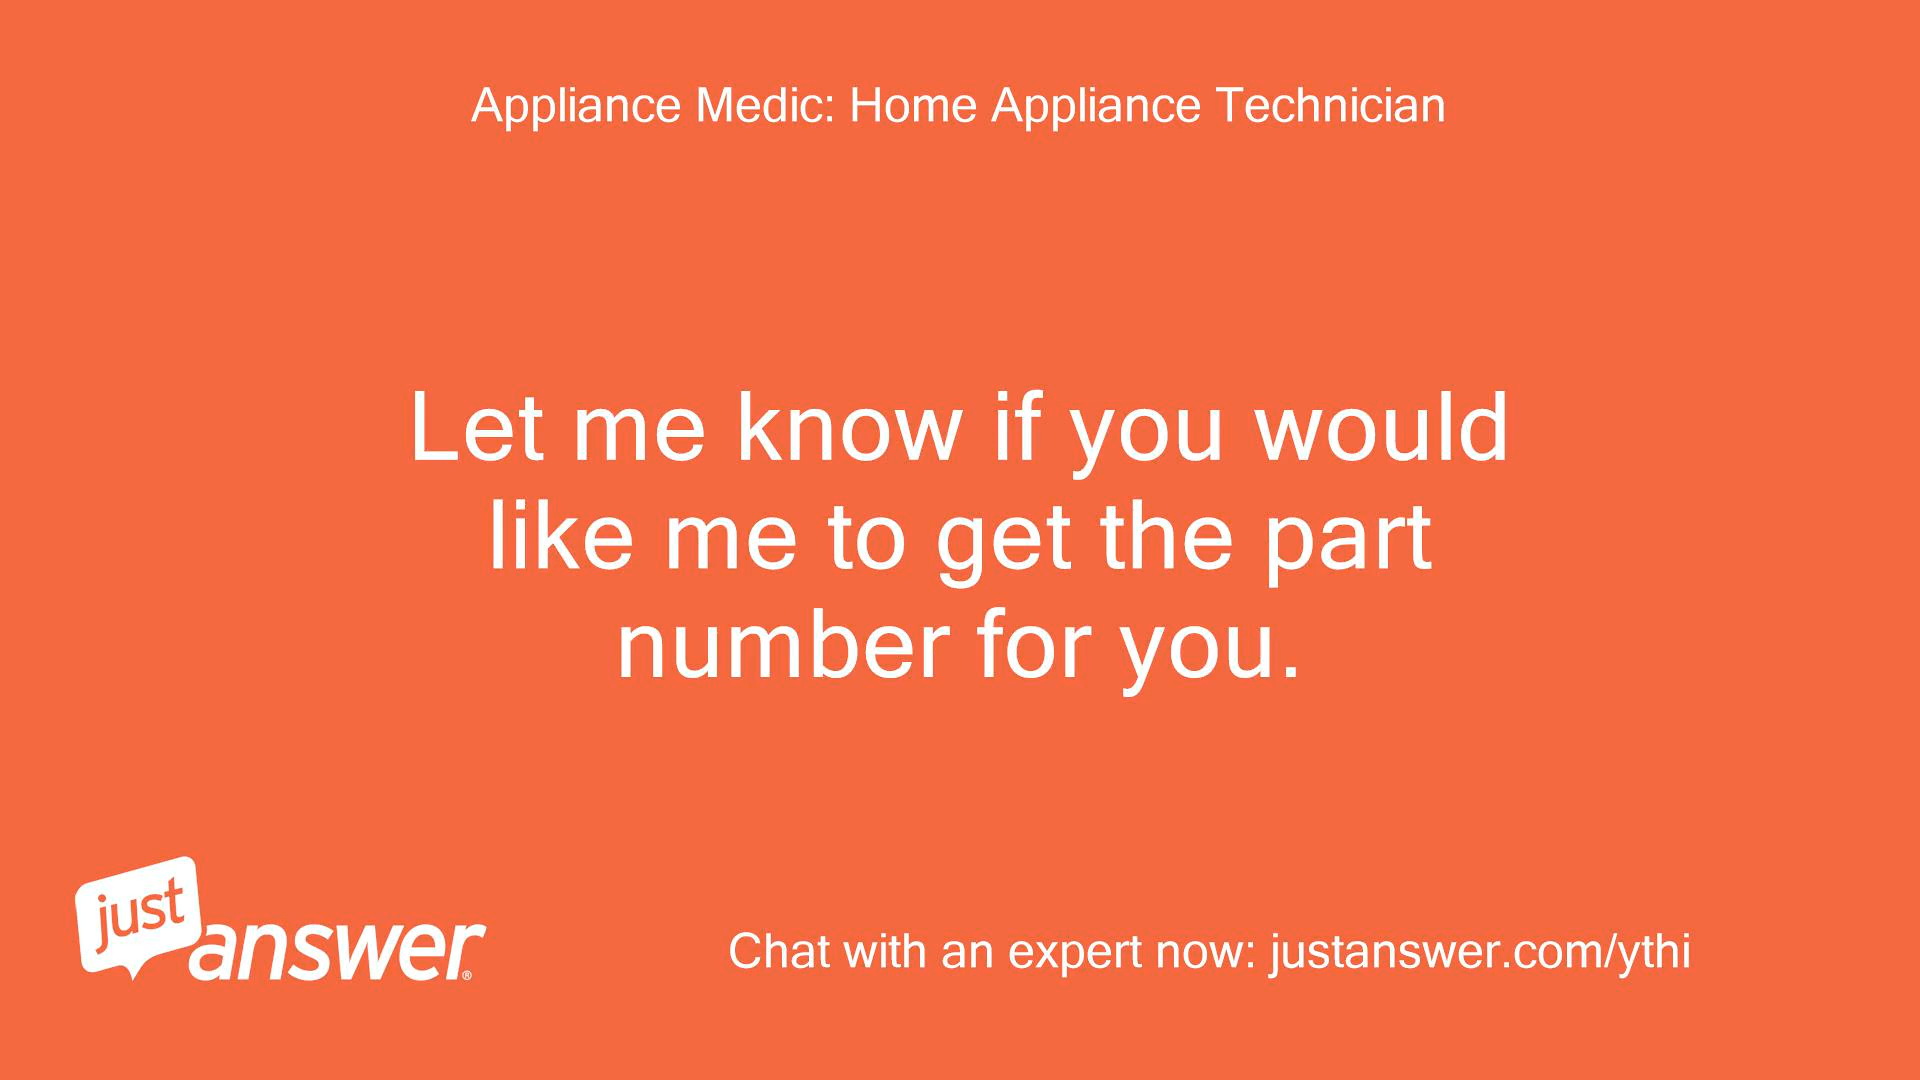 Appliance Medic: Home Appliance Technician
Let me know if you would
like me to get the part
number for you.
just
answer®
Chat with an expert now: justanswer.com/ythi